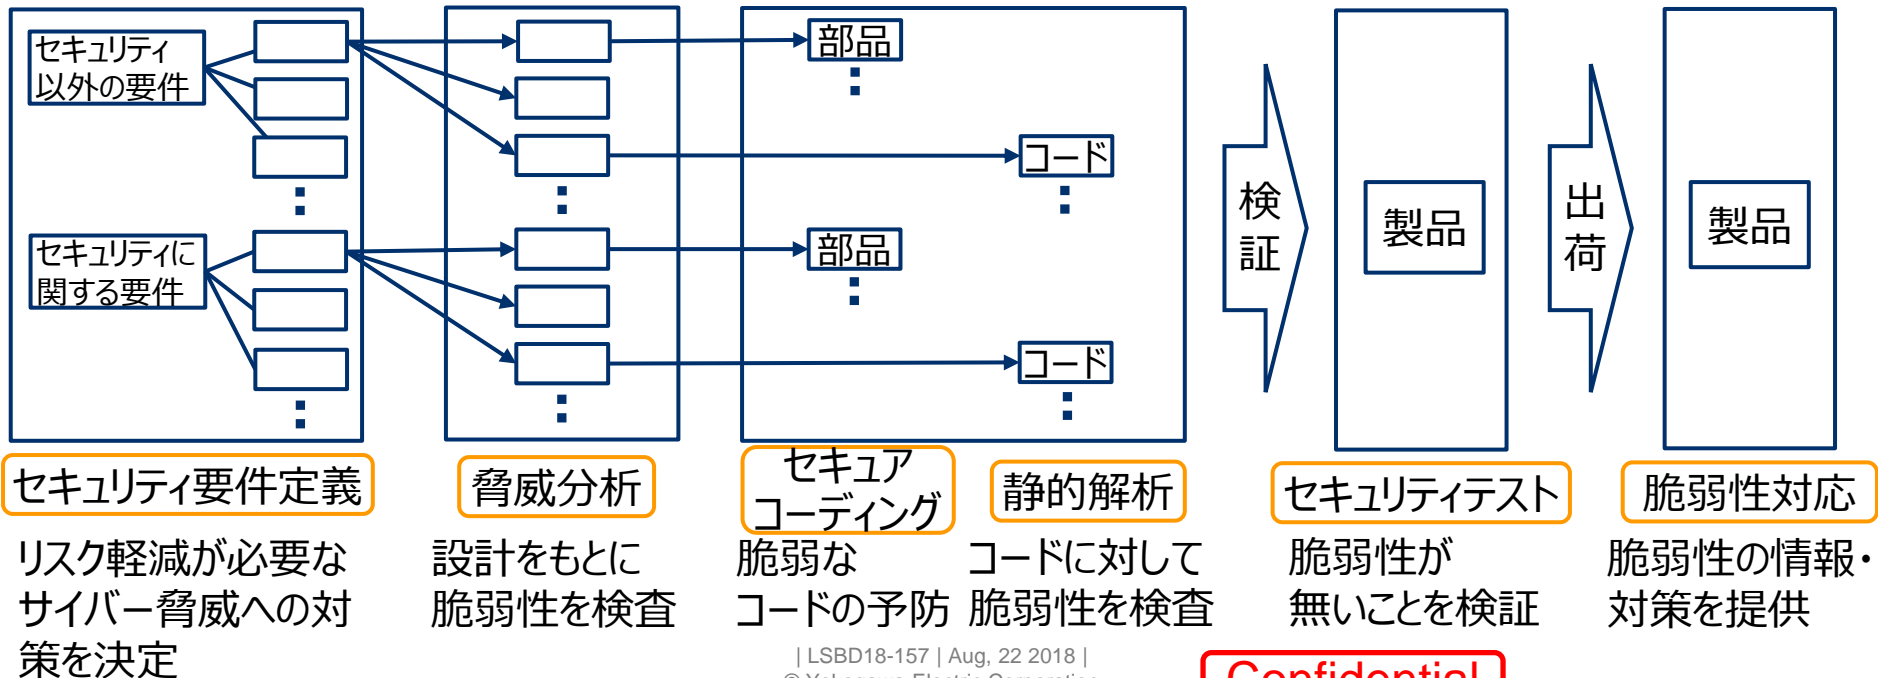 セキュリティ
以外の要件
部品
コード
セキュリティに
関する要件
部品
コード
検
証
製品
出
荷
製品
セキュリティ要件定義
脅威分析
セキュア
コーディング
静的解析
セキュリティテスト
脆弱性対応
リスク軽減が必要な
サイバー脅威への対
策を決定
設計をもとに
脆弱性を検査
脆弱な
コードの予防
コードに対して
脆弱性を検査
脆弱性が
無いことを検証
脆弱性の情報・
対策を提供
| LSBD18-157 | Aug, 22 2018 |
© Yokogawa Electric Corporation
Confidential